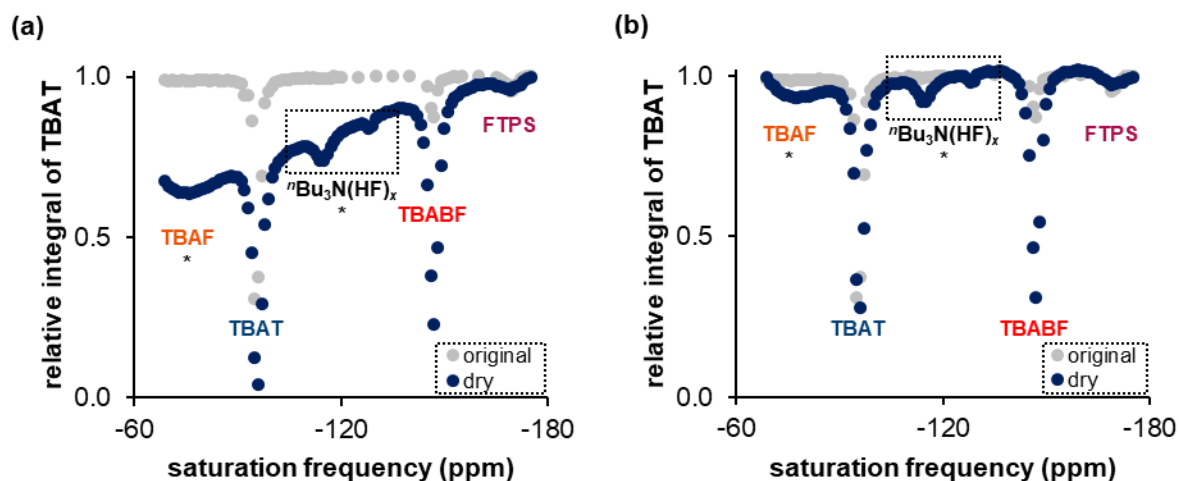 (a)
relative integral of TBAT
1.0
0.5
0.0
TBAF
*
TBAT
ⁿBu₃N(HF)ₓ
*
TBABF
FTPS
original
dry
-60
-120
-180
saturation frequency (ppm)
(b)
relative integral of TBAT
1.0
0.5
0.0
TBAF
*
TBAT
ⁿBu₃N(HF)ₓ
*
TBABF
FTPS
original
dry
-60
-120
-180
saturation frequency (ppm)